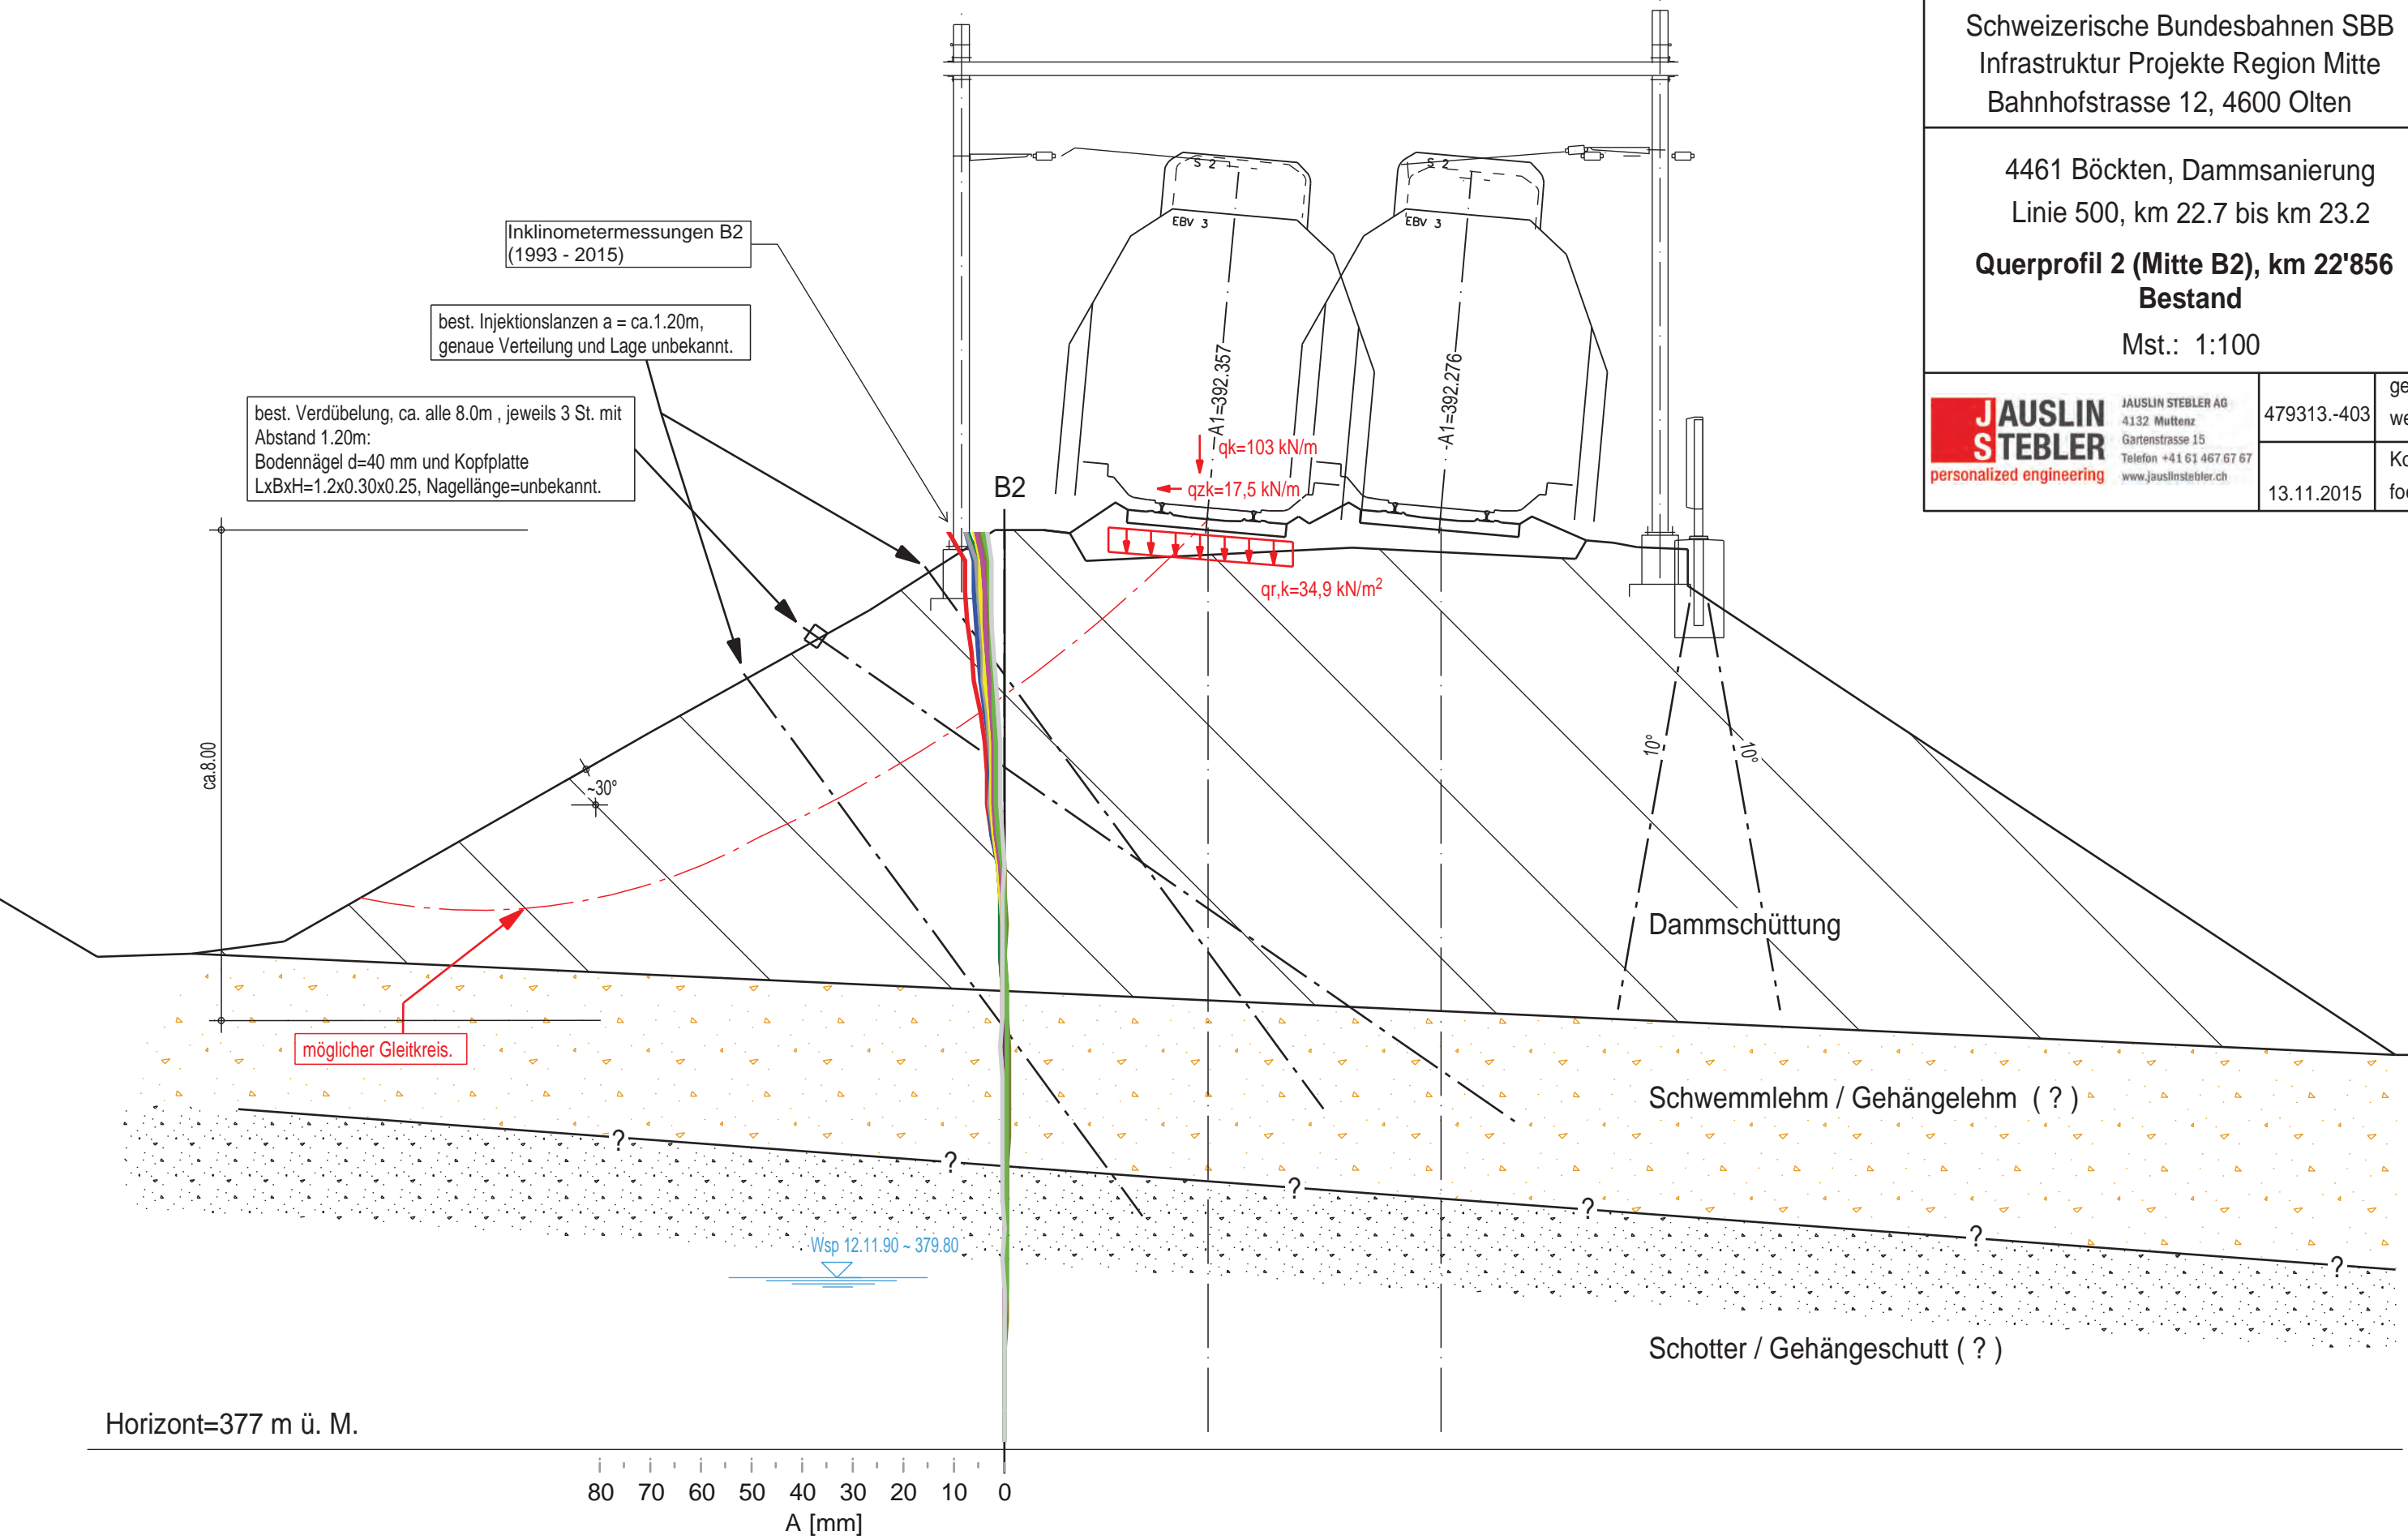 Schweizerische Bundesbahnen SBB
Infrastruktur Projekte Region Mitte
Bahnhofstrasse 12, 4600 Olten
4461 Böckten, Dammsanierung
Linie 500, km 22.7 bis km 23.2
Querprofil 2 (Mitte B2), km 22'856
Bestand
Mst.: 1:100
JAUSLIN
STEBLER
personalized engineering
JAUSLIN STEBLER AG
4132 Muttenz
Gartenstrasse 15
Telefon +41 61 467 67 67
www.jauslinstebler.ch
479313.-403
13.11.2015
S 2
S 2
EBV 3
EBV 3
A1=392.357
A1=392.276
Inklinometermessungen B2
(1993 - 2015)
best. Injektionslanzen a = ca.1.20m,
genaue Verteilung und Lage unbekannt.
best. Verdübelung, ca. alle 8.0m , jeweils 3 St. mit
Abstand 1.20m:
Bodennägel d=40 mm und Kopfplatte
LxBxH=1.2x0.30x0.25, Nagellänge=unbekannt.
B2
qk=103 kN/m
qzk=17,5 kN/m
qr,k=34,9 kN/m²
ca.8.00
~30°
10°
10°
Dammschüttung
möglicher Gleitkreis.
Schwemmlehm / Gehängelehm ( ? )
?
?
?
?
?
?
Wsp 12.11.90 ~ 379.80
Schotter / Gehängeschutt ( ? )
Horizont=377 m ü. M.
80 70 60 50 40 30 20 10 0
A [mm]